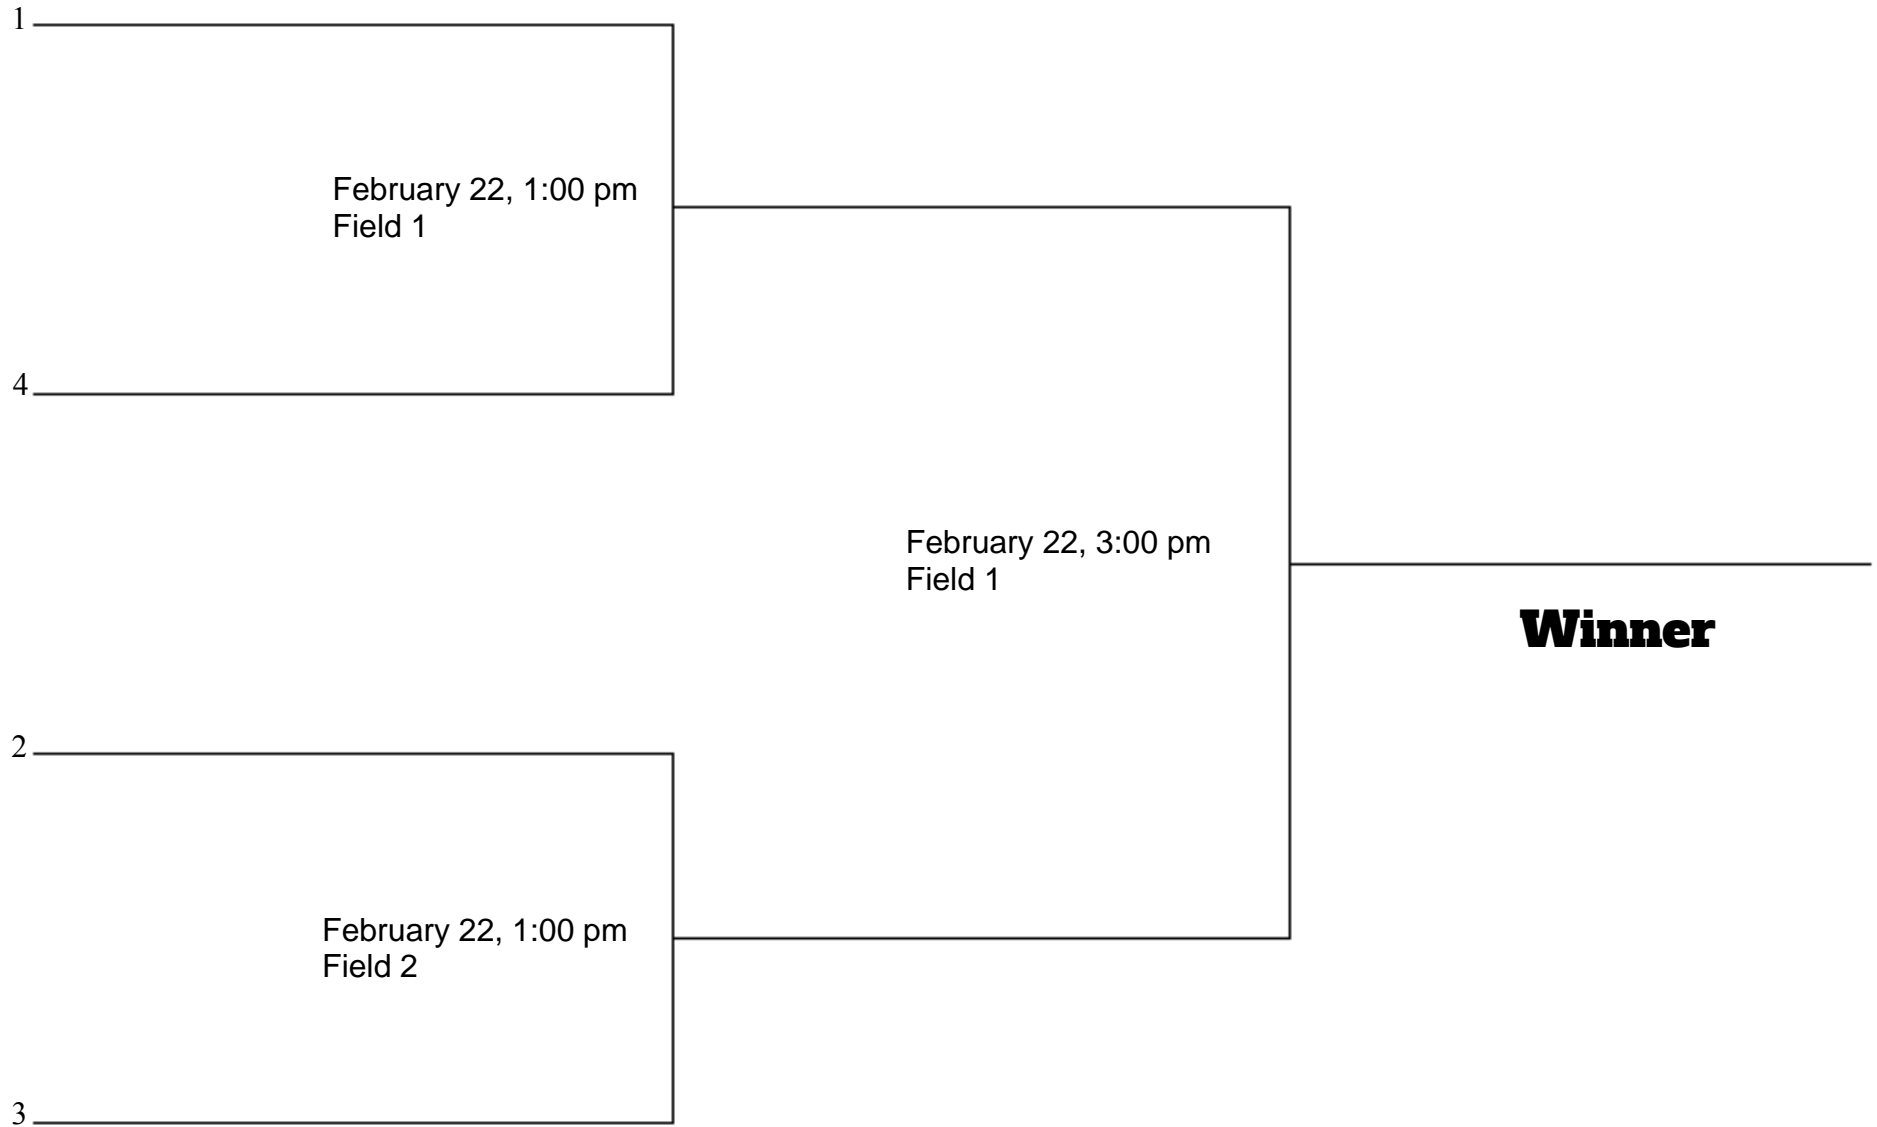 1
February 22, 1:00 pm
Field 1
4
February 22, 3:00 pm
Field 1
Winner
2
February 22, 1:00 pm
Field 2
3